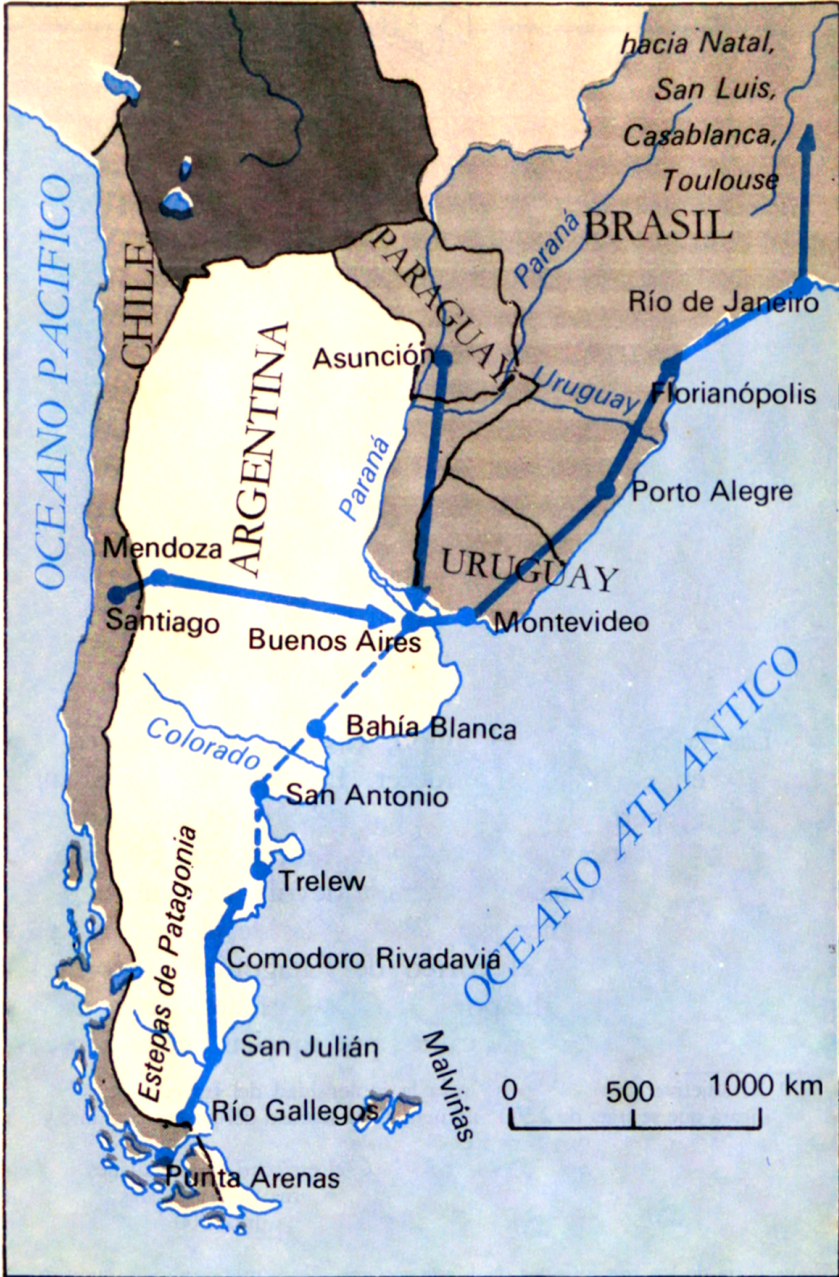 hacia Natal,
San Luis,
Casablanca,
Toulouse
BRASIL
Paraná
OCEANO PACIFICO
CHILE
PARAGUAY
Río de Janeiro
Asunción
ARGENTINA
Uruguay
Florianópolis
Paraná
Porto Alegre
Mendoza
URUGUAY
Santiago
Buenos Aires
Montevideo
Colorado
Bahía Blanca
San Antonio
OCEANO ATLANTICO
Trelew
Estepas de Patagonia
Comodoro Rivadavia
San Julián
Malvinas
0 500 1000 km
Río Gallegos
Punta Arenas